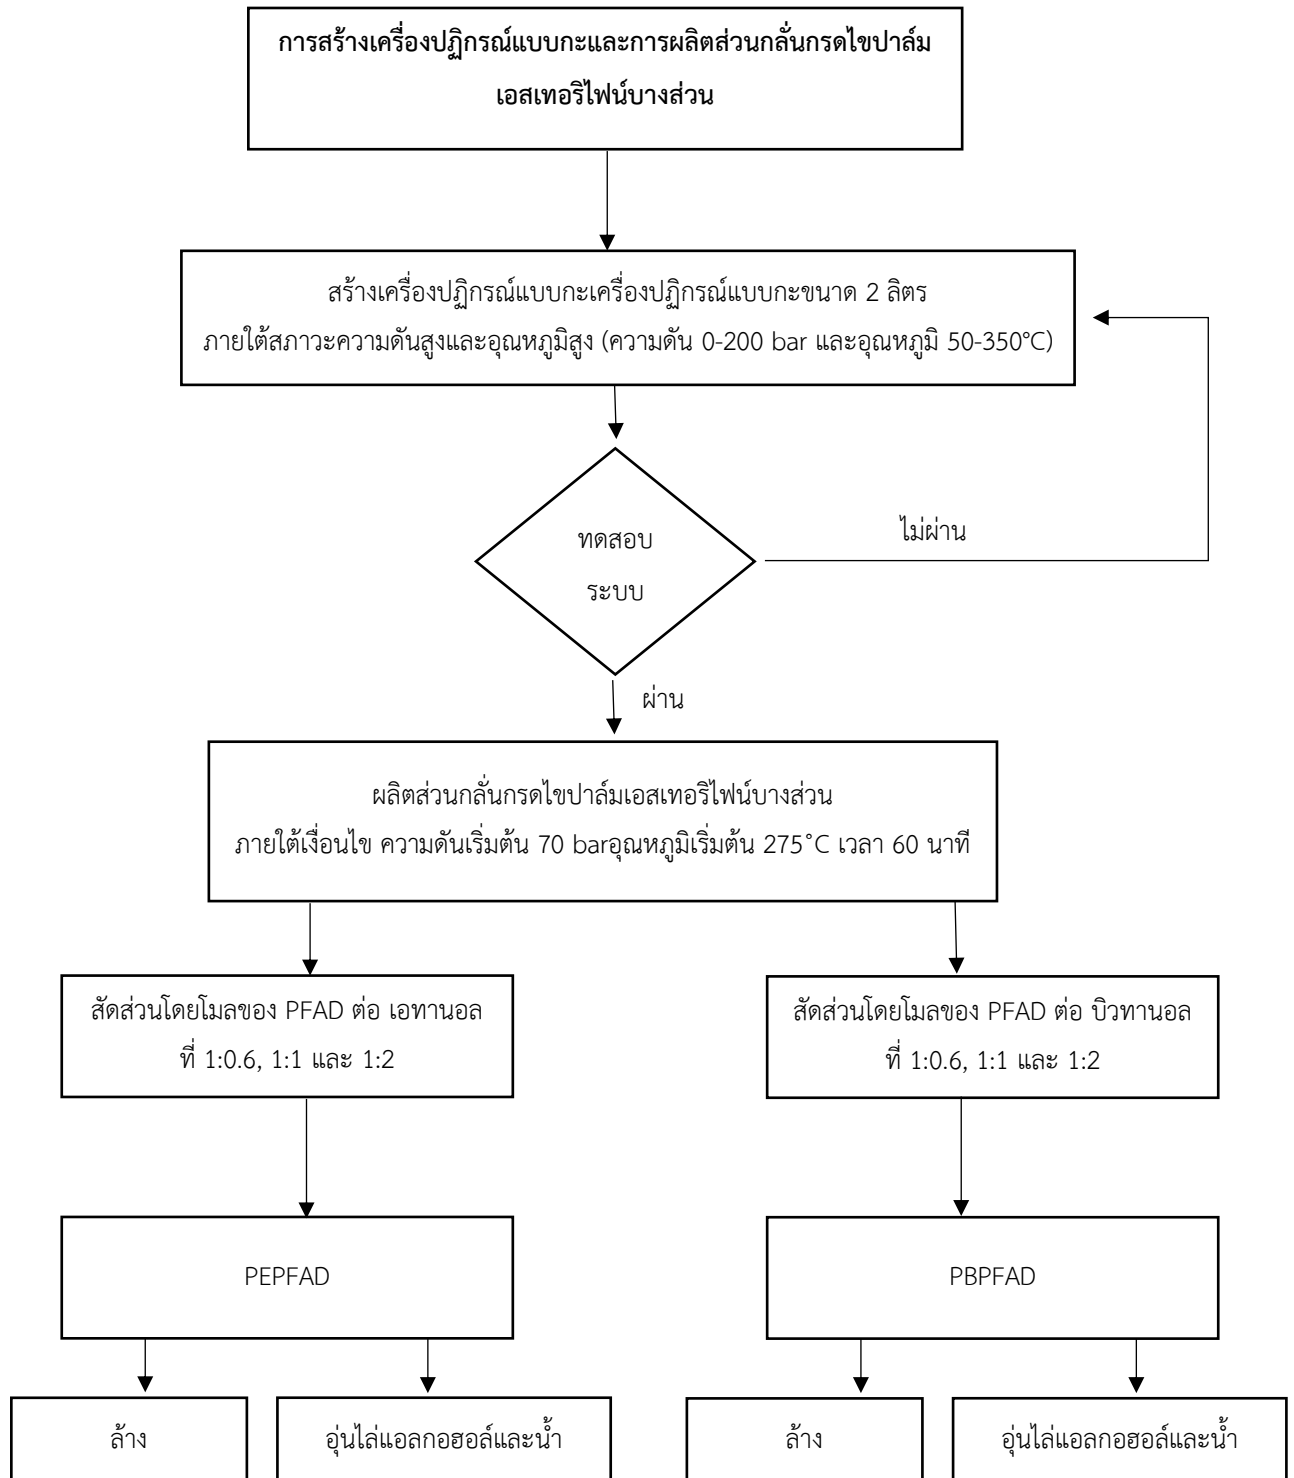 การสร้างเครื่องปฏิกรณ์แบบกะและการผลิตส่วนกลั่นกรดไขปาล์ม
เอสเทอริไฟน์บางส่วน
สร้างเครื่องปฏิกรณ์แบบกะเครื่องปฏิกรณ์แบบกะขนาด 2 ลิตร
ภายใต้สภาวะความดันสูงและอุณหภูมิสูง (ความดัน 0-200 bar และอุณหภูมิ 50-350°C)
ทดสอบ
ระบบ
ไม่ผ่าน
ผ่าน
ผลิตส่วนกลั่นกรดไขปาล์มเอสเทอริไฟน์บางส่วน
ภายใต้เงื่อนไข ความดันเริ่มต้น 70 barอุณหภูมิเริ่มต้น 275°C เวลา 60 นาที
สัดส่วนโดยโมลของ PFAD ต่อ เอทานอล
ที่ 1:0.6, 1:1 และ 1:2
สัดส่วนโดยโมลของ PFAD ต่อ บิวทานอล
ที่ 1:0.6, 1:1 และ 1:2
PEPFAD
PBPFAD
ล้าง
อุ่นไล่แอลกอฮอล์และน้ำ
ล้าง
อุ่นไล่แอลกอฮอล์และน้ำ